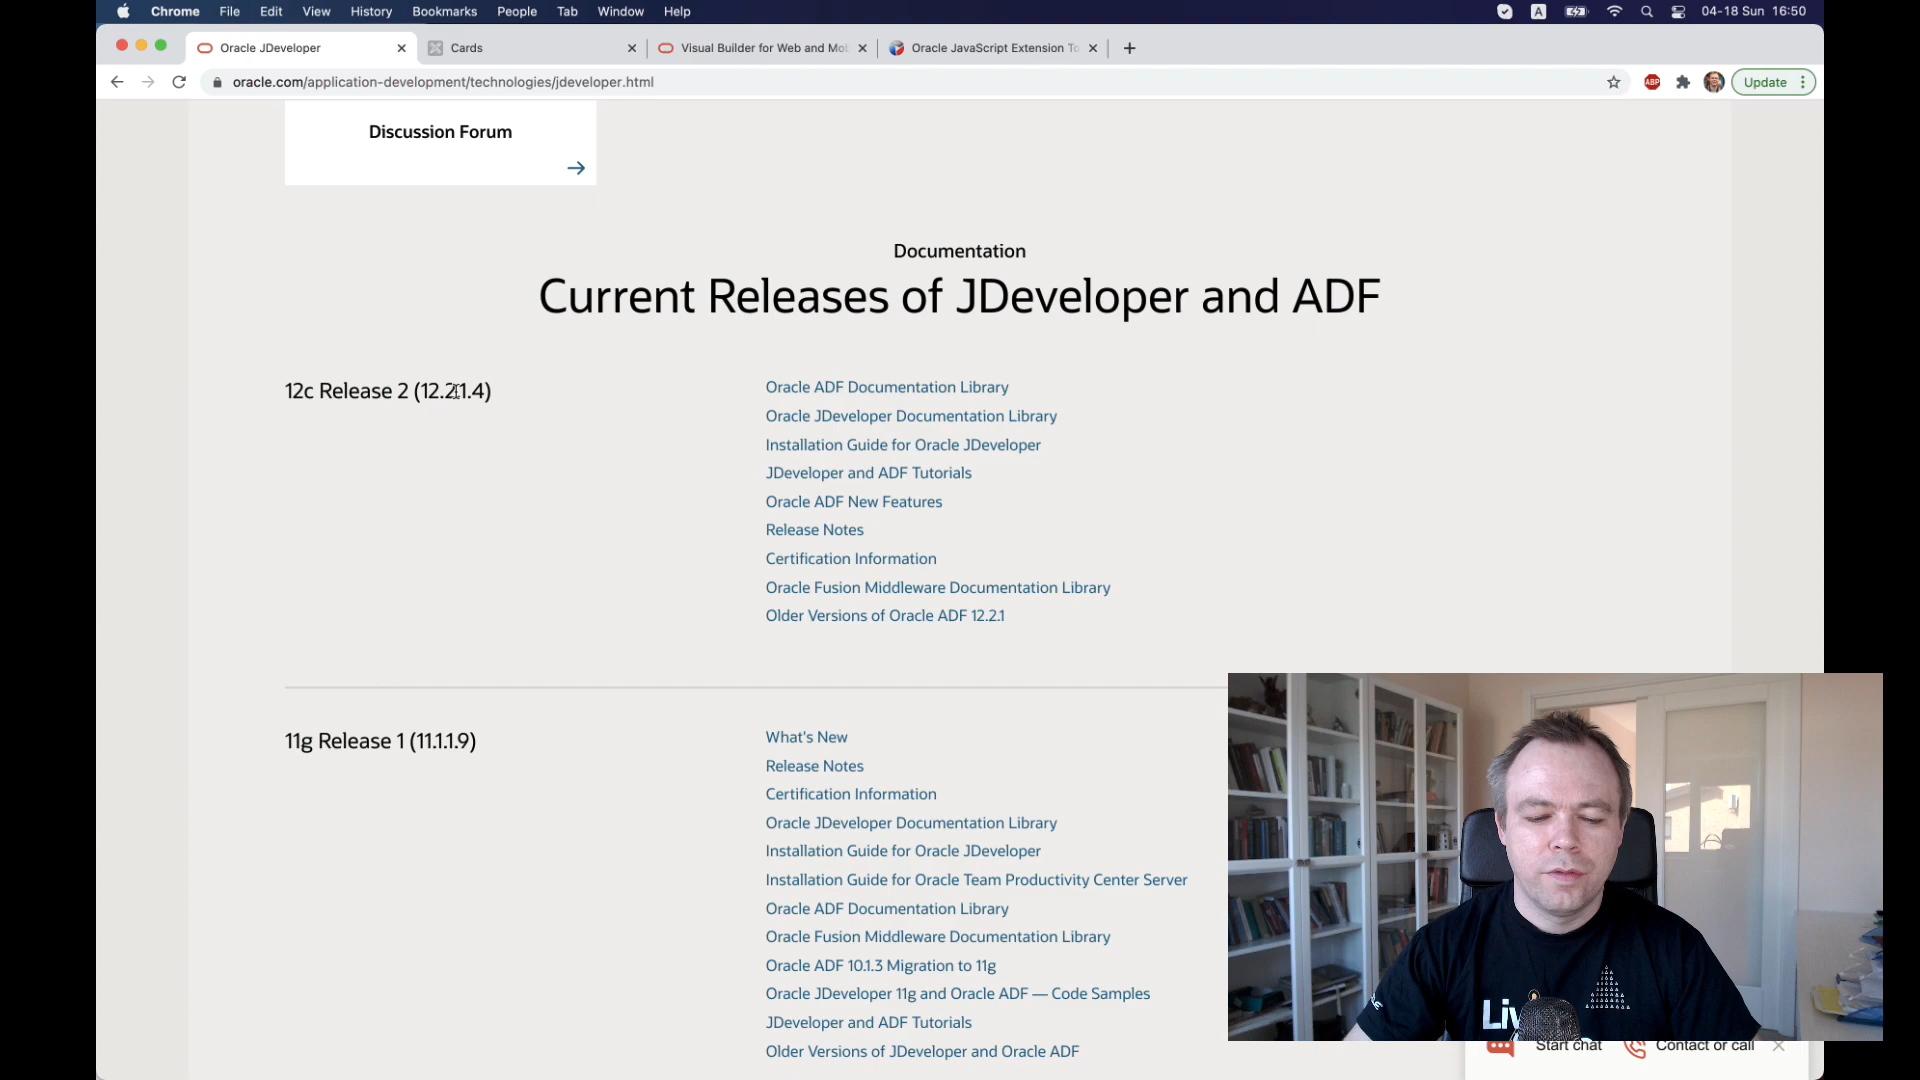 Chrome File Edit View History Bookmarks People Tab Window Help
A
04-18 Sun 16:50
Oracle JDeveloper
Cards
Visual Builder for Web and Mob
Oracle JavaScript Extension To
oracle.com/application-development/technologies/jdeveloper.html
ABP
Update
Discussion Forum
Documentation
Current Releases of JDeveloper and ADF
12c Release 2 (12.2.1.4)
Oracle ADF Documentation Library
Oracle JDeveloper Documentation Library
Installation Guide for Oracle JDeveloper
JDeveloper and ADF Tutorials
Oracle ADF New Features
Release Notes
Certification Information
Oracle Fusion Middleware Documentation Library
Older Versions of Oracle ADF 12.2.1
11g Release 1 (11.1.1.9)
What's New
Release Notes
Certification Information
Oracle JDeveloper Documentation Library
Installation Guide for Oracle JDeveloper
Installation Guide for Oracle Team Productivity Center Server
Oracle ADF Documentation Library
Oracle Fusion Middleware Documentation Library
Oracle ADF 10.1.3 Migration to 11g
Oracle JDeveloper 11g and Oracle ADF — Code Samples
JDeveloper and ADF Tutorials
Older Versions of JDeveloper and Oracle ADF
Start chat
Contact or call